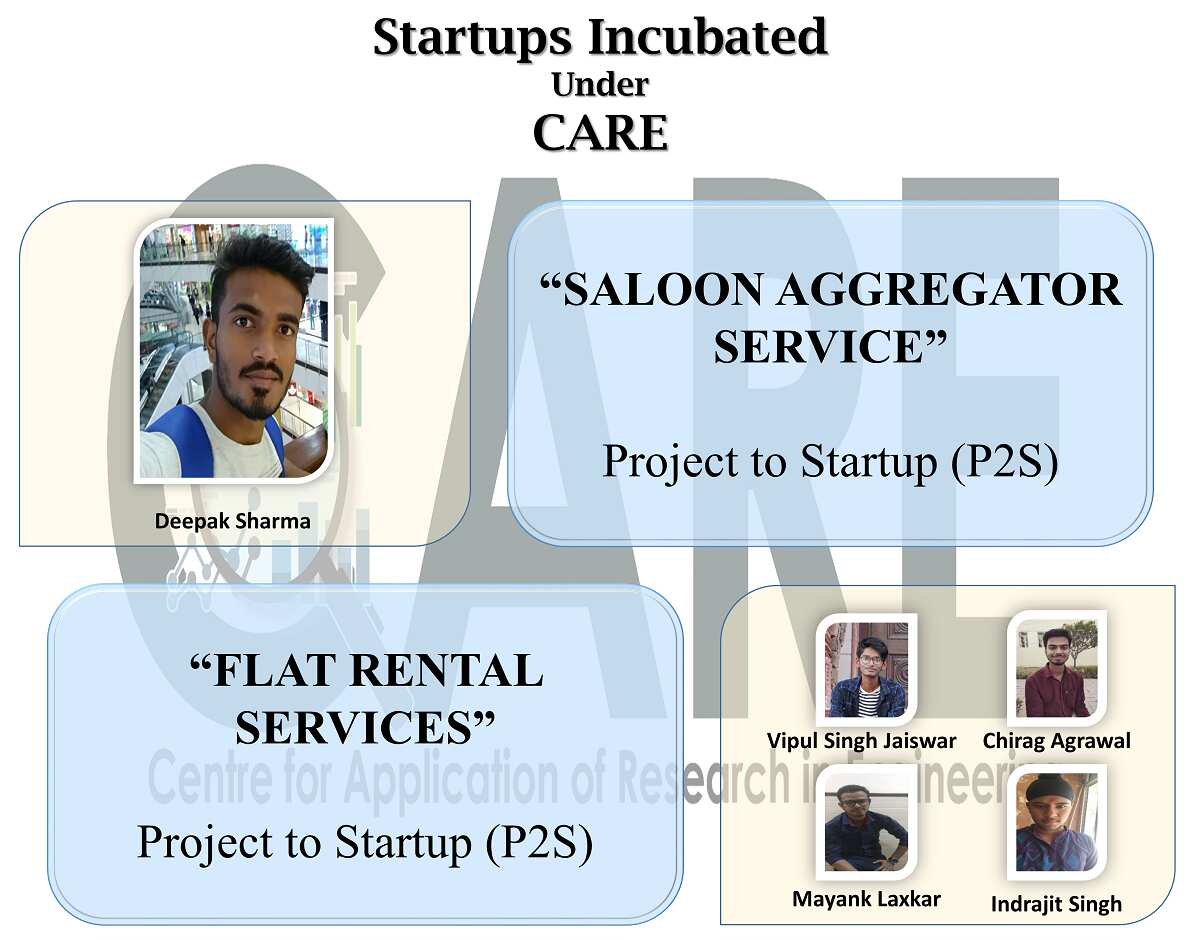 Startups Incubated
Under
CARE
“SALOON AGGREGATOR
SERVICE”
Project to Startup (P2S)
Deepak Sharma
“FLAT RENTAL
SERVICES”
Project to Startup (P2S)
Vipul Singh Jaiswar
Chirag Agrawal
Mayank Laxkar
Indrajit Singh
CARE
Centre for Application of Research in Engineering